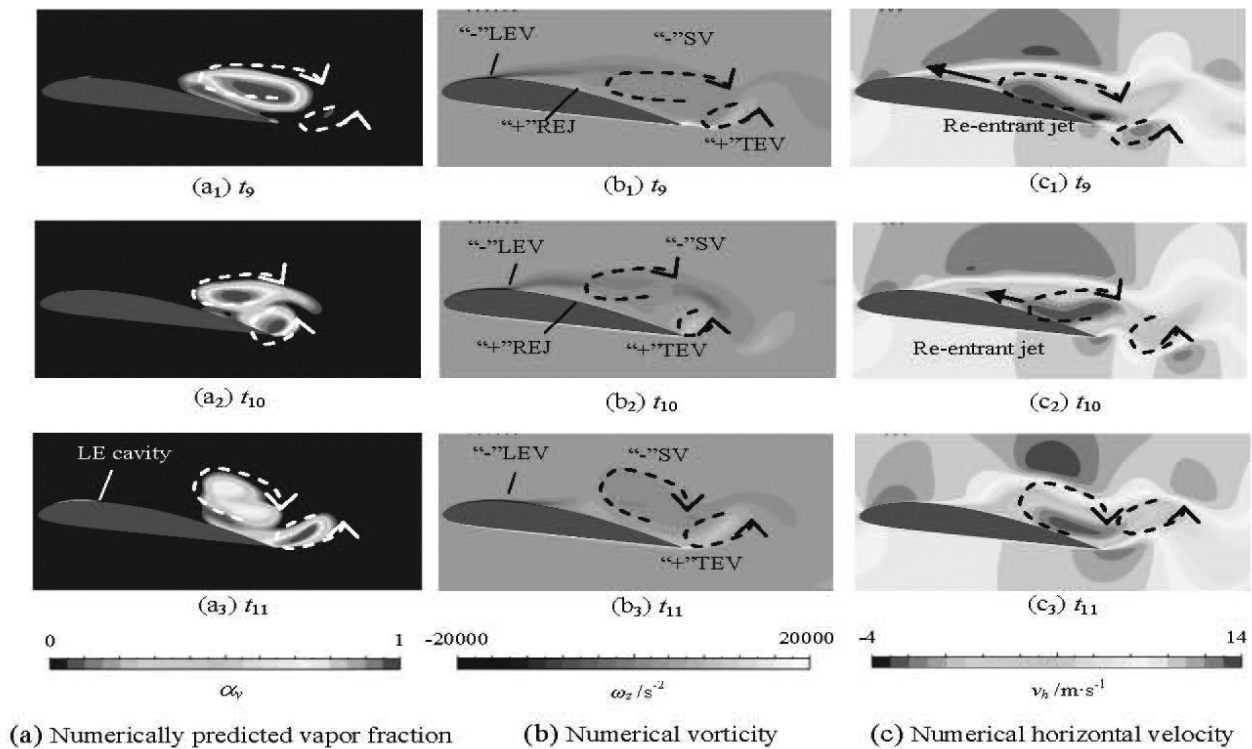 “-”LEV “-”SV
“+”REJ “+”TEV
Re-entrant jet
(a₁) t₉ (b₁) t₉ (c₁) t₉
“-”LEV “-”SV
“+”REJ “+”TEV
Re-entrant jet
(a₂) t₁₀ (b₂) t₁₀ (c₂) t₁₀
LE cavity “-”LEV “-”SV
“+”TEV
(a₃) t₁₁ (b₃) t₁₁ (c₃) t₁₁
0 1 -20000 20000 -4 14
αᵥ ω_z /s⁻² v_h /m·s⁻¹
(a) Numerically predicted vapor fraction (b) Numerical vorticity (c) Numerical horizontal velocity